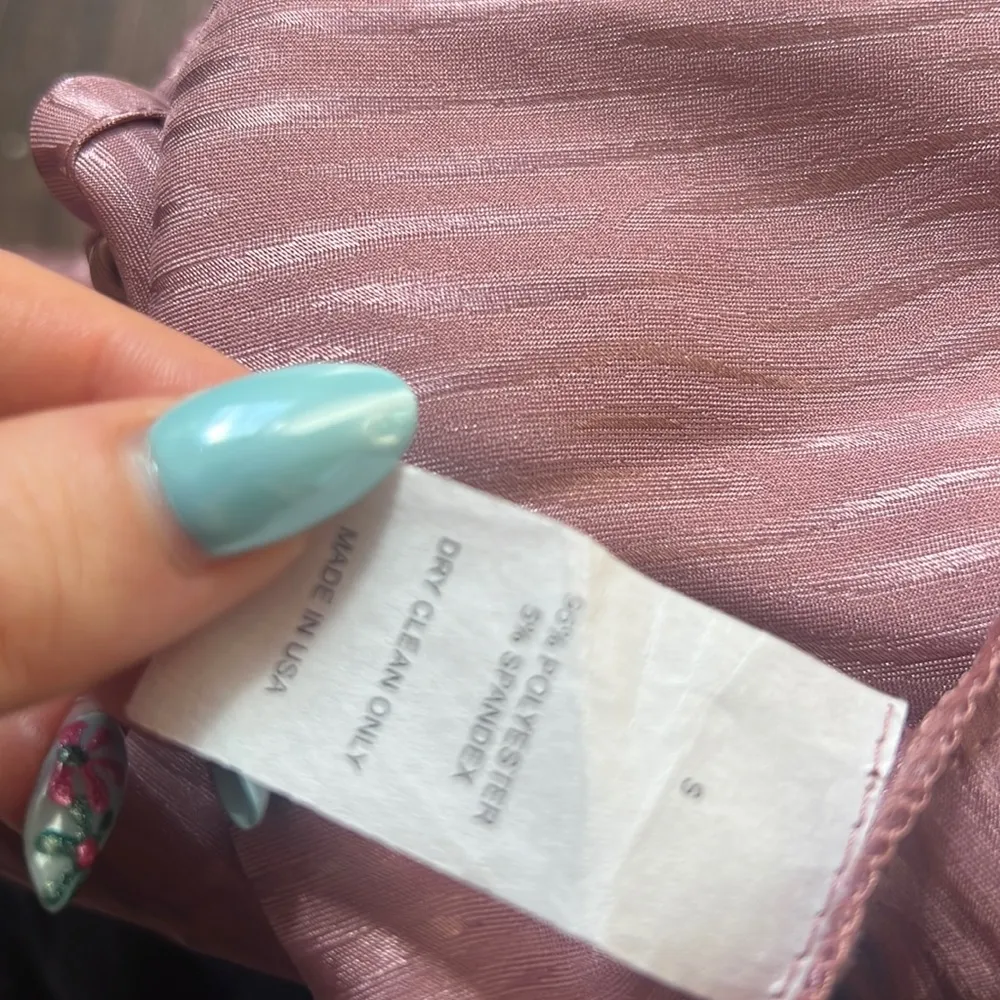 S
95% POLYESTER
5% SPANDEX
DRY CLEAN ONLY
MADE IN USA